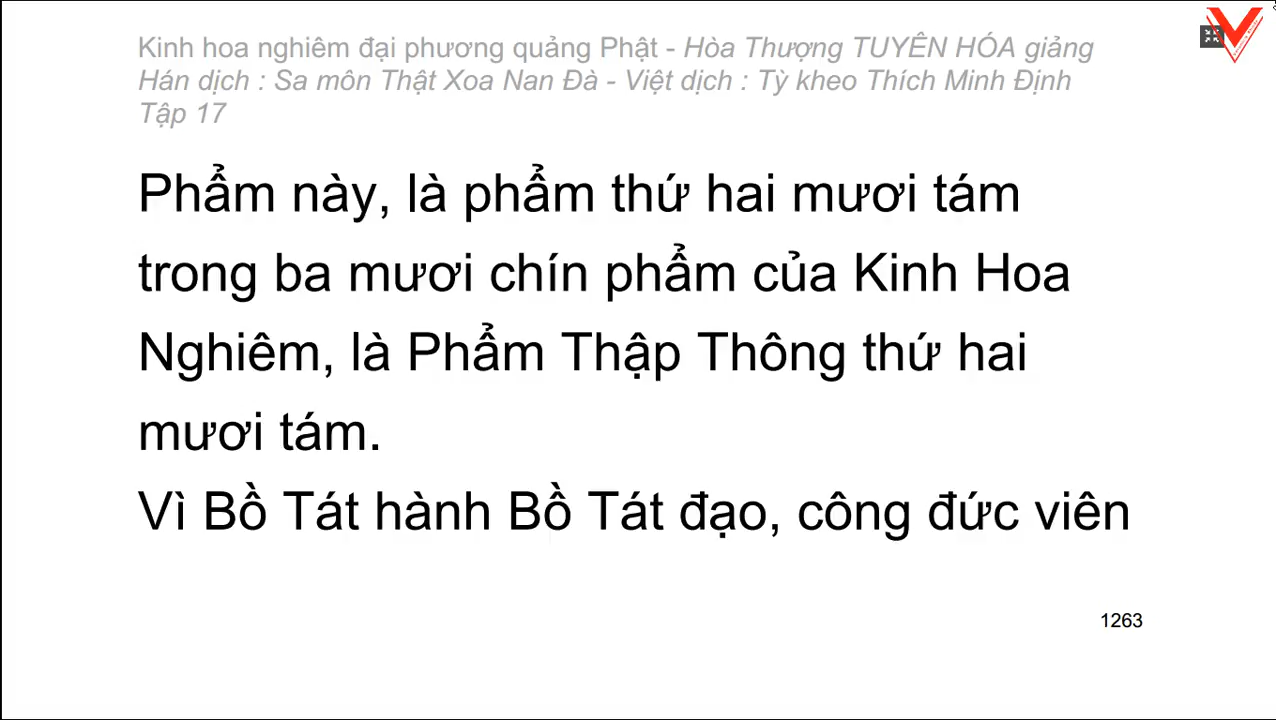 Kinh hoa nghiêm đại phương quảng Phật - Hòa Thượng TUYÊN HÓA giảng
Hán dịch : Sa môn Thật Xoa Nan Đà - Việt dịch : Tỳ kheo Thích Minh Định
Tập 17
Phẩm này, là phẩm thứ hai mươi tám
trong ba mươi chín phẩm của Kinh Hoa
Nghiêm, là Phẩm Thập Thông thứ hai
mươi tám.
Vì Bồ Tát hành Bồ Tát đạo, công đức viên
1263